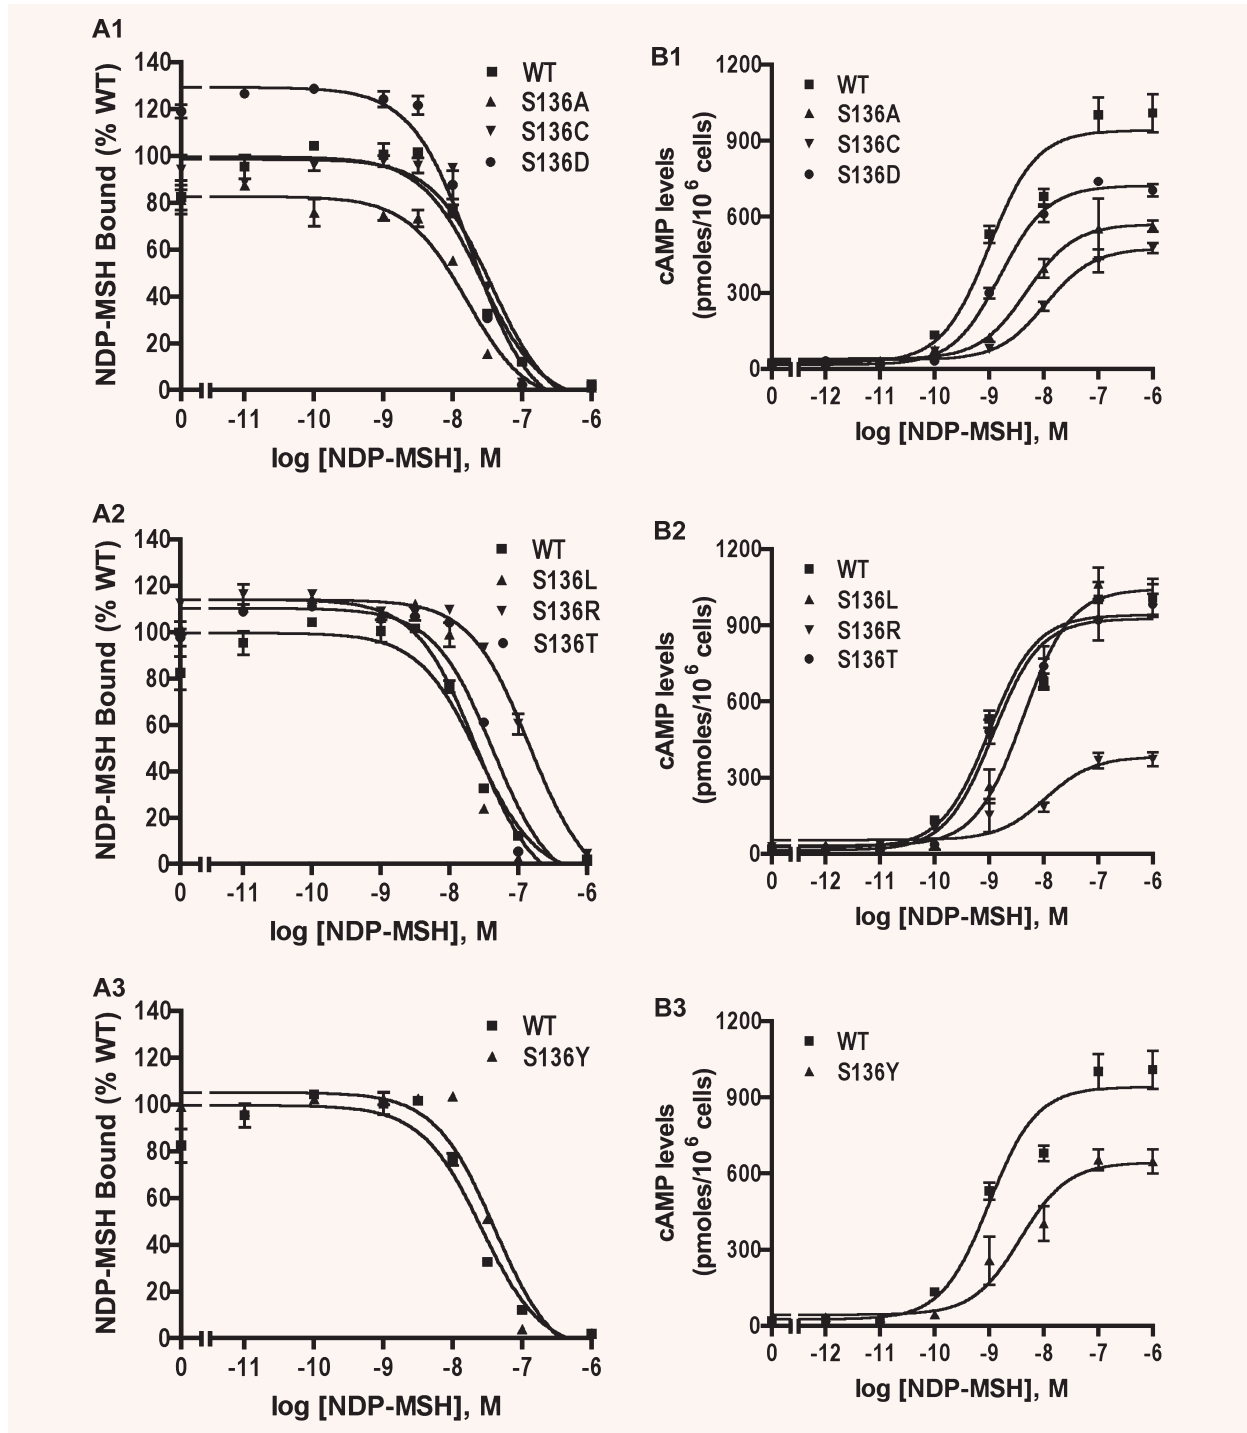 A1
NDP-MSH Bound (% WT)
140
120
100
80
60
40
20
0
WT
S136A
S136C
S136D
0 -11 -10 -9 -8 -7 -6
log [NDP-MSH], M
B1
cAMP levels
(pmoles/10^6 cells)
1200
900
600
300
0
WT
S136A
S136C
S136D
0 -12 -11 -10 -9 -8 -7 -6
log [NDP-MSH], M
A2
NDP-MSH Bound (% WT)
140
120
100
80
60
40
20
0
WT
S136L
S136R
S136T
0 -11 -10 -9 -8 -7 -6
log [NDP-MSH], M
B2
cAMP levels
(pmoles/10^6 cells)
1200
900
600
300
0
WT
S136L
S136R
S136T
0 -12 -11 -10 -9 -8 -7 -6
log [NDP-MSH], M
A3
NDP-MSH Bound (% WT)
140
120
100
80
60
40
20
0
WT
S136Y
0 -11 -10 -9 -8 -7 -6
log [NDP-MSH], M
B3
cAMP levels
(pmoles/10^6 cells)
1200
900
600
300
0
WT
S136Y
0 -12 -11 -10 -9 -8 -7 -6
log [NDP-MSH], M